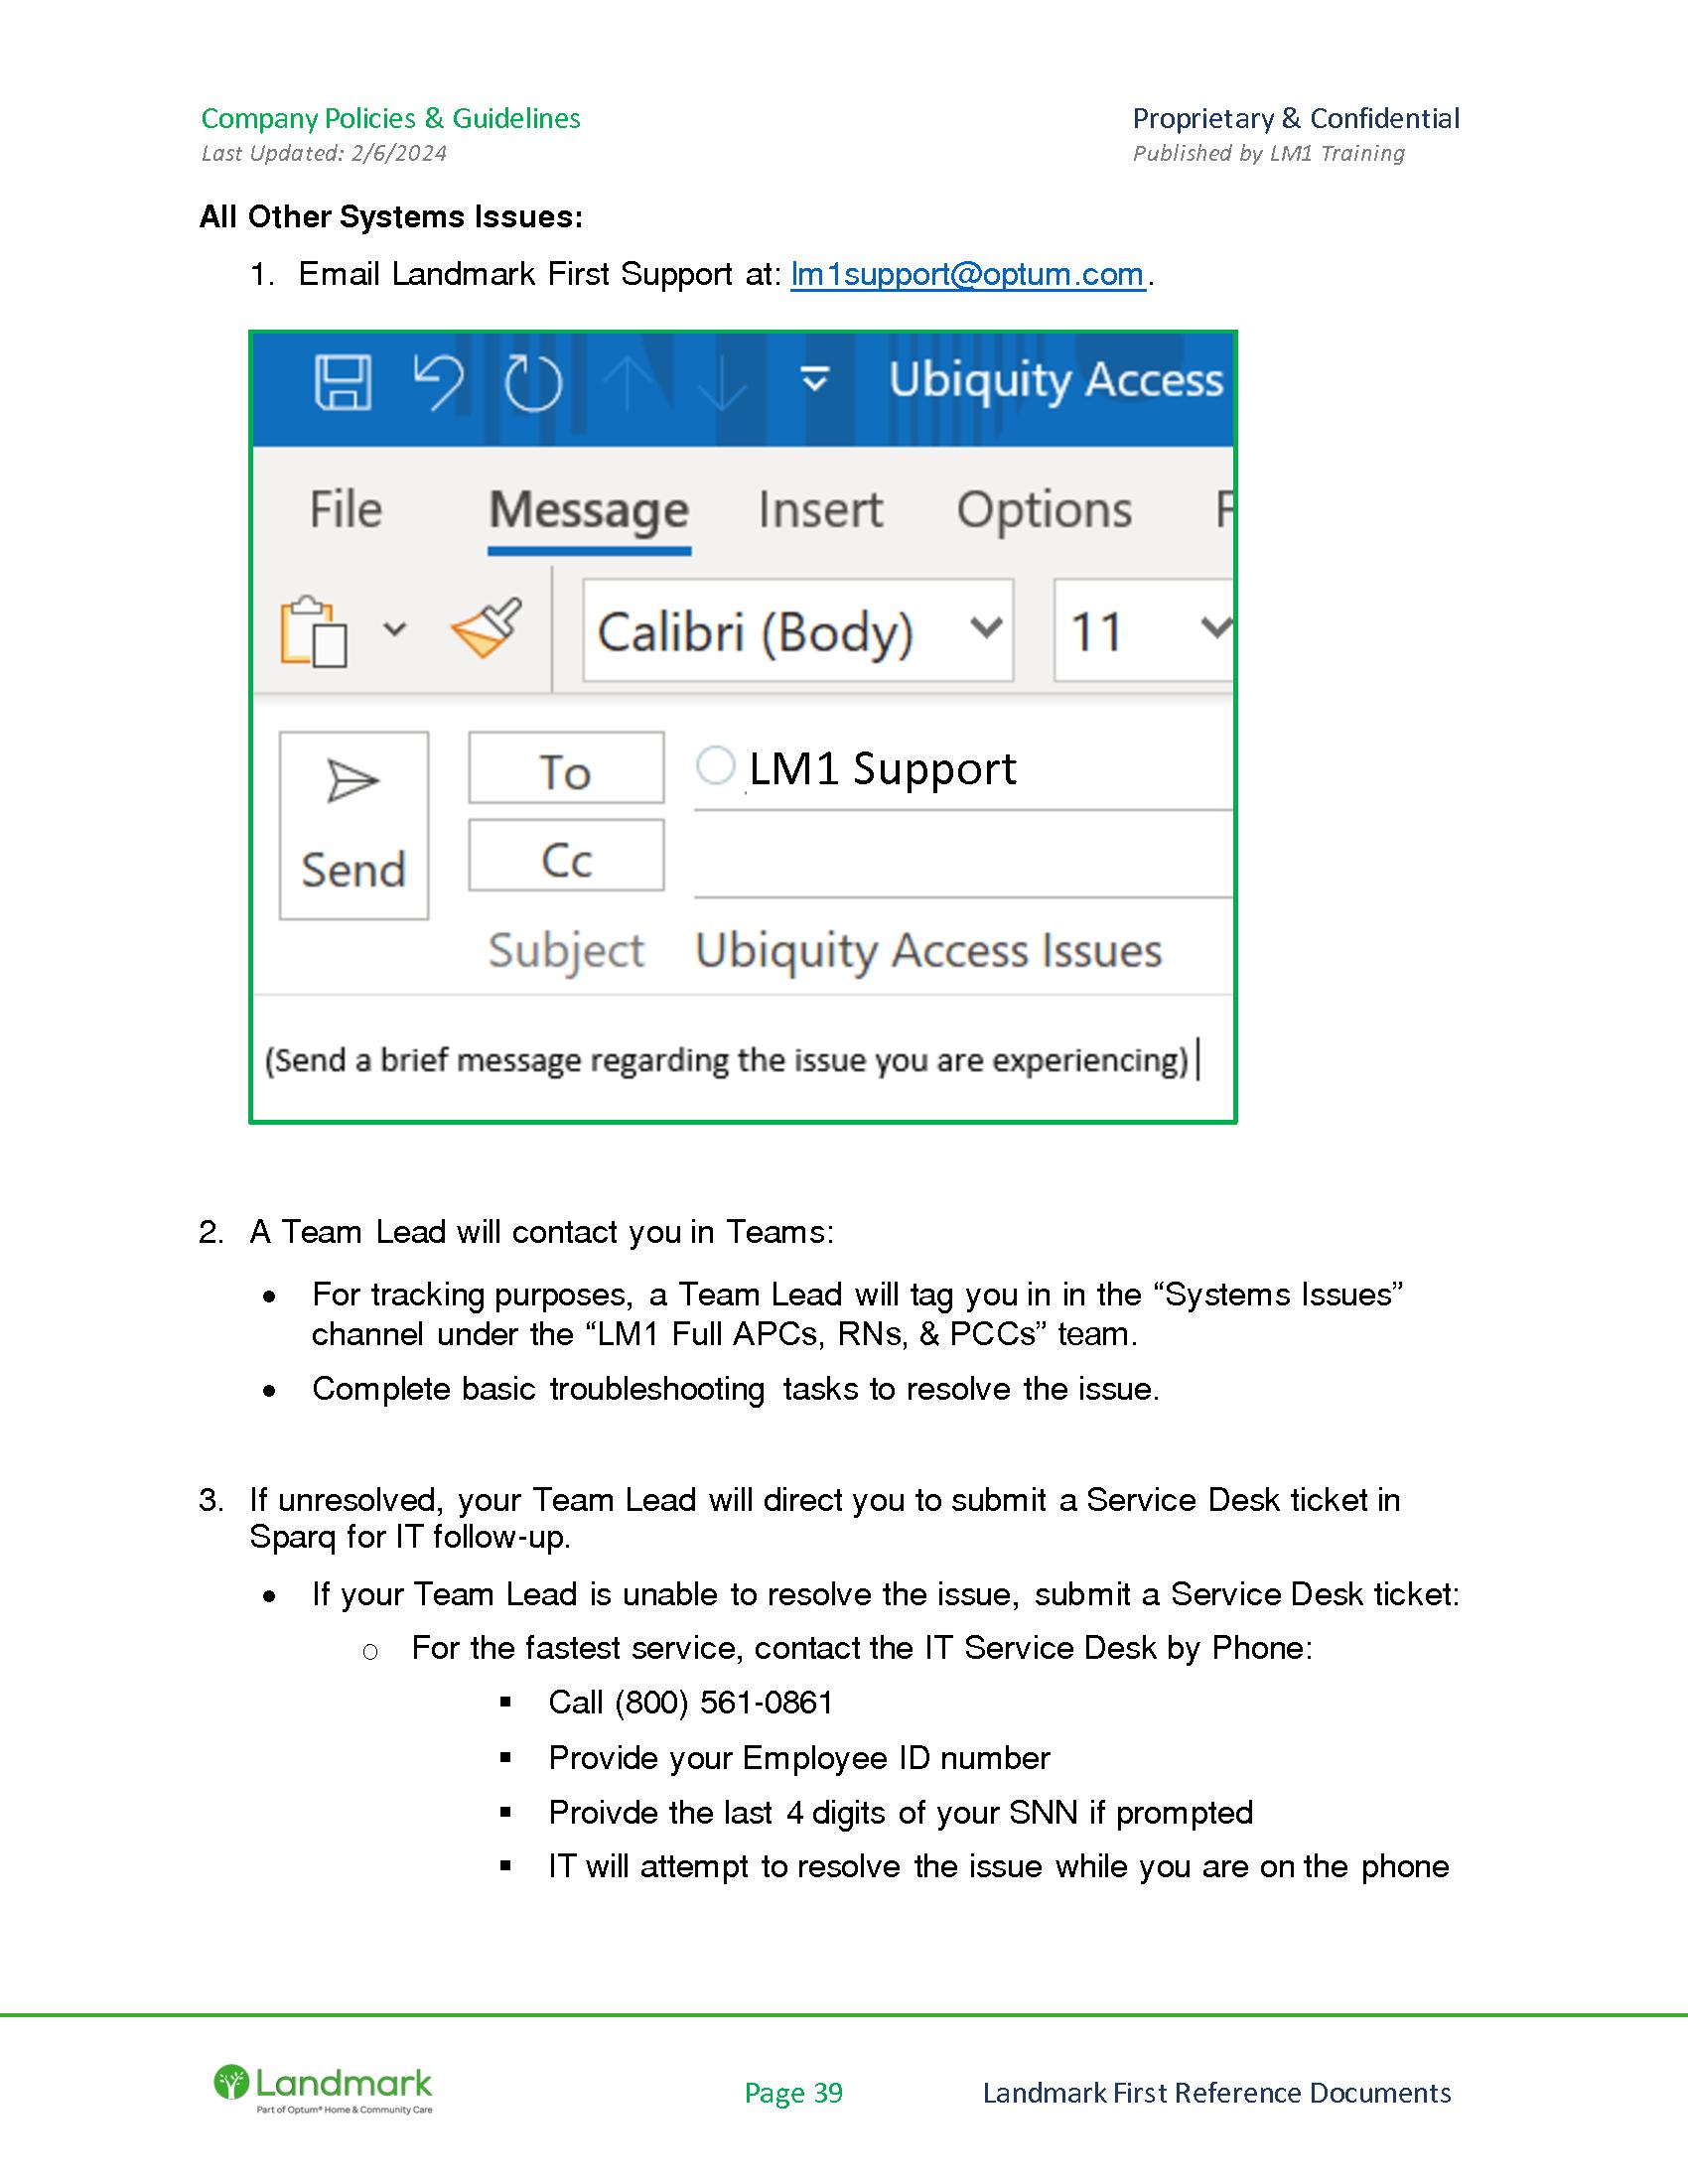 Company Policies & Guidelines
Proprietary & Confidential
Last Updated: 2/6/2024
Published by LM1 Training
All Other Systems Issues:
1. Email Landmark First Support at: lm1support@optum.com.
Ubiquity Access
File Message Insert Options F
Calibri (Body) 11
To LM1 Support
Send
Cc
Subject Ubiquity Access Issues
(Send a brief message regarding the issue you are experiencing)
2. A Team Lead will contact you in Teams:
• For tracking purposes, a Team Lead will tag you in in the “Systems Issues”
channel under the “LM1 Full APCs, RNs, & PCCs” team.
• Complete basic troubleshooting tasks to resolve the issue.
3. If unresolved, your Team Lead will direct you to submit a Service Desk ticket in
Sparq for IT follow-up.
• If your Team Lead is unable to resolve the issue, submit a Service Desk ticket:
o For the fastest service, contact the IT Service Desk by Phone:
▪ Call (800) 561-0861
▪ Provide your Employee ID number
▪ Proivde the last 4 digits of your SNN if prompted
▪ IT will attempt to resolve the issue while you are on the phone
Landmark
Part of Optum® Home & Community Care
Page 39
Landmark First Reference Documents